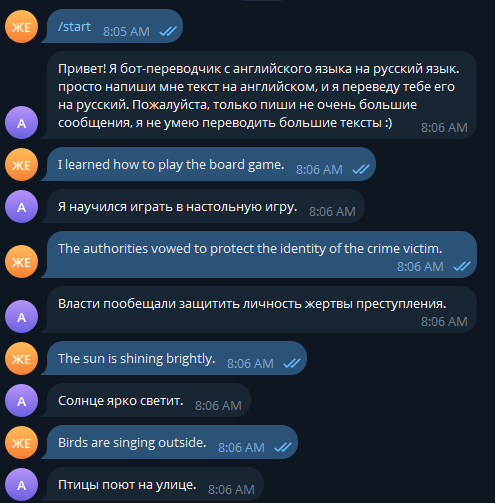 ЖЕ /start 8:05 AM
Привет! Я бот-переводчик с английского языка на русский язык.
просто напиши мне текст на английском, и я переведу тебе его
на русский. Пожалуйста, только пиши не очень большие
сообщения, я не умею переводить большие тексты :)
А 8:06 AM
ЖЕ I learned how to play the board game. 8:06 AM
А Я научился играть в настольную игру. 8:06 AM
The authorities vowed to protect the identity of the crime victim.
ЖЕ 8:06 AM
Власти пообещали защитить личность жертвы преступления.
А 8:06 AM
ЖЕ The sun is shining brightly. 8:06 AM
А Солнце ярко светит. 8:06 AM
ЖЕ Birds are singing outside. 8:06 AM
А Птицы поют на улице. 8:06 AM